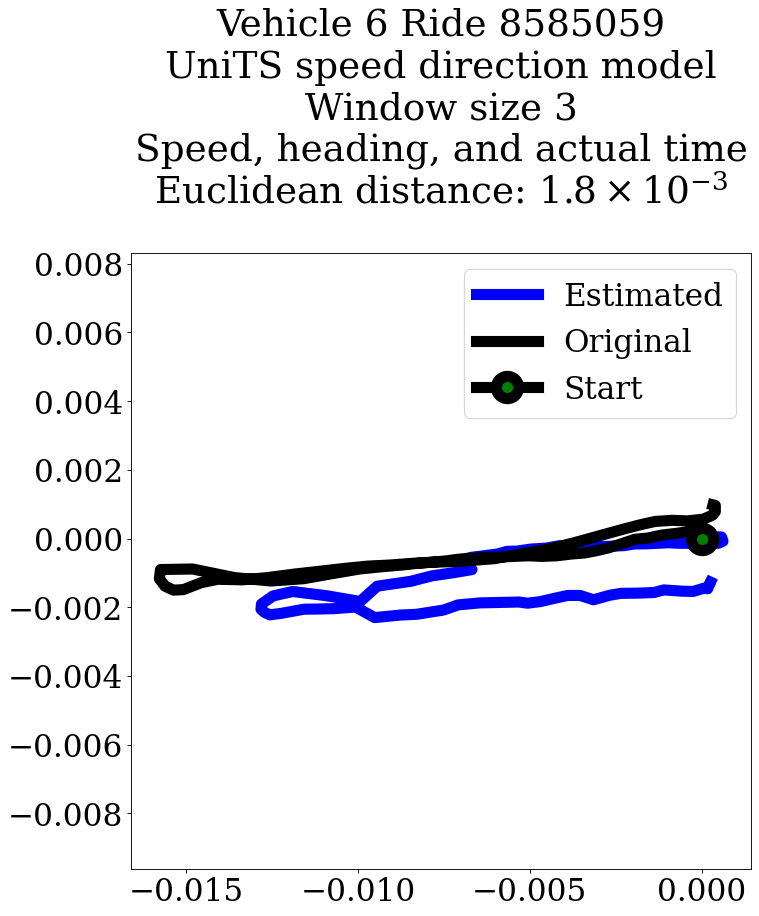 Vehicle 6 Ride 8585059
UniTS speed direction model
Window size 3
Speed, heading, and actual time
Euclidean distance: 1.8 × 10⁻³
Estimated
Original
Start
0.008
0.006
0.004
0.002
0.000
−0.002
−0.004
−0.006
−0.008
−0.015 −0.010 −0.005 0.000